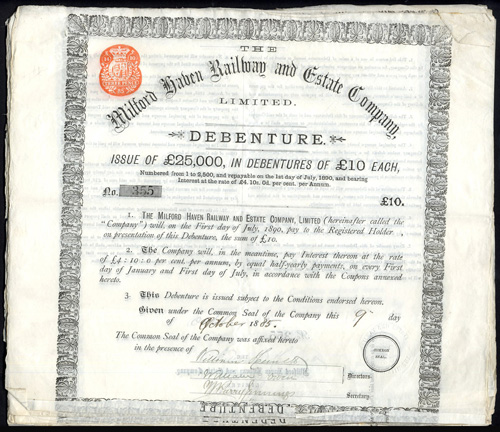 THE
Milford Haven Railway and Estate Company,
LIMITED.
DEBENTURE.
ISSUE OF £25,000, IN DEBENTURES OF £10 EACH,
Numbered from 1 to 2,500, and repayable on the 1st day of July, 1890, and bearing
Interest at the rate of £4. 10s. 0d. per cent. per Annum.
No. 355
£10.
1. THE MILFORD HAVEN RAILWAY AND ESTATE COMPANY, LIMITED (hereinafter called the
"Company") will, on the First day of July, 1890, pay to the Registered Holder
on presentation of this Debenture, the sum of £10.
2. The Company will, in the meantime, pay Interest thereon at the rate
of £4:10:0 per cent. per annum, by equal half-yearly payments, on every First
day of January and First of July, in accordance with the Coupons annexed
hereto.
3. This Debenture is issued subject to the Conditions endorsed hereon.
Given under the Common Seal of the Company this 9 day
of October 1885.
The Common Seal of the Company was affixed hereto
in the presence of
William
COMMON
SEAL.
Directors.
Secretary.
DEBENTURE
DEBENTURE